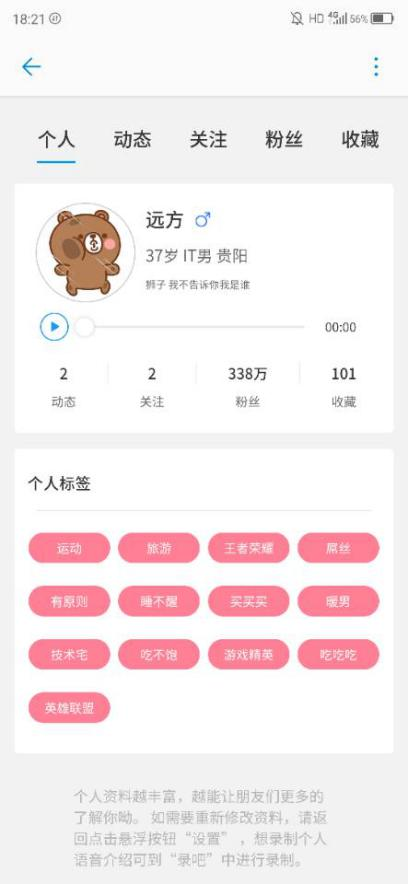 18:21
HD 4G 56%
个人 动态 关注 粉丝 收藏
远方
37岁 IT男 贵阳
狮子 我不告诉你我是谁
00:00
2 2 338万 101
动态 关注 粉丝 收藏
个人标签
运动 旅游 王者荣耀 屌丝
有原则 睡不醒 买买买 暖男
技术宅 吃不饱 游戏精英 吃吃吃
英雄联盟
个人资料越丰富，越能让朋友们更多的
了解你呦。 如需要重新修改资料，请返
回点击悬浮按钮“设置” ，想录制个人
语音介绍可到“录吧”中进行录制。